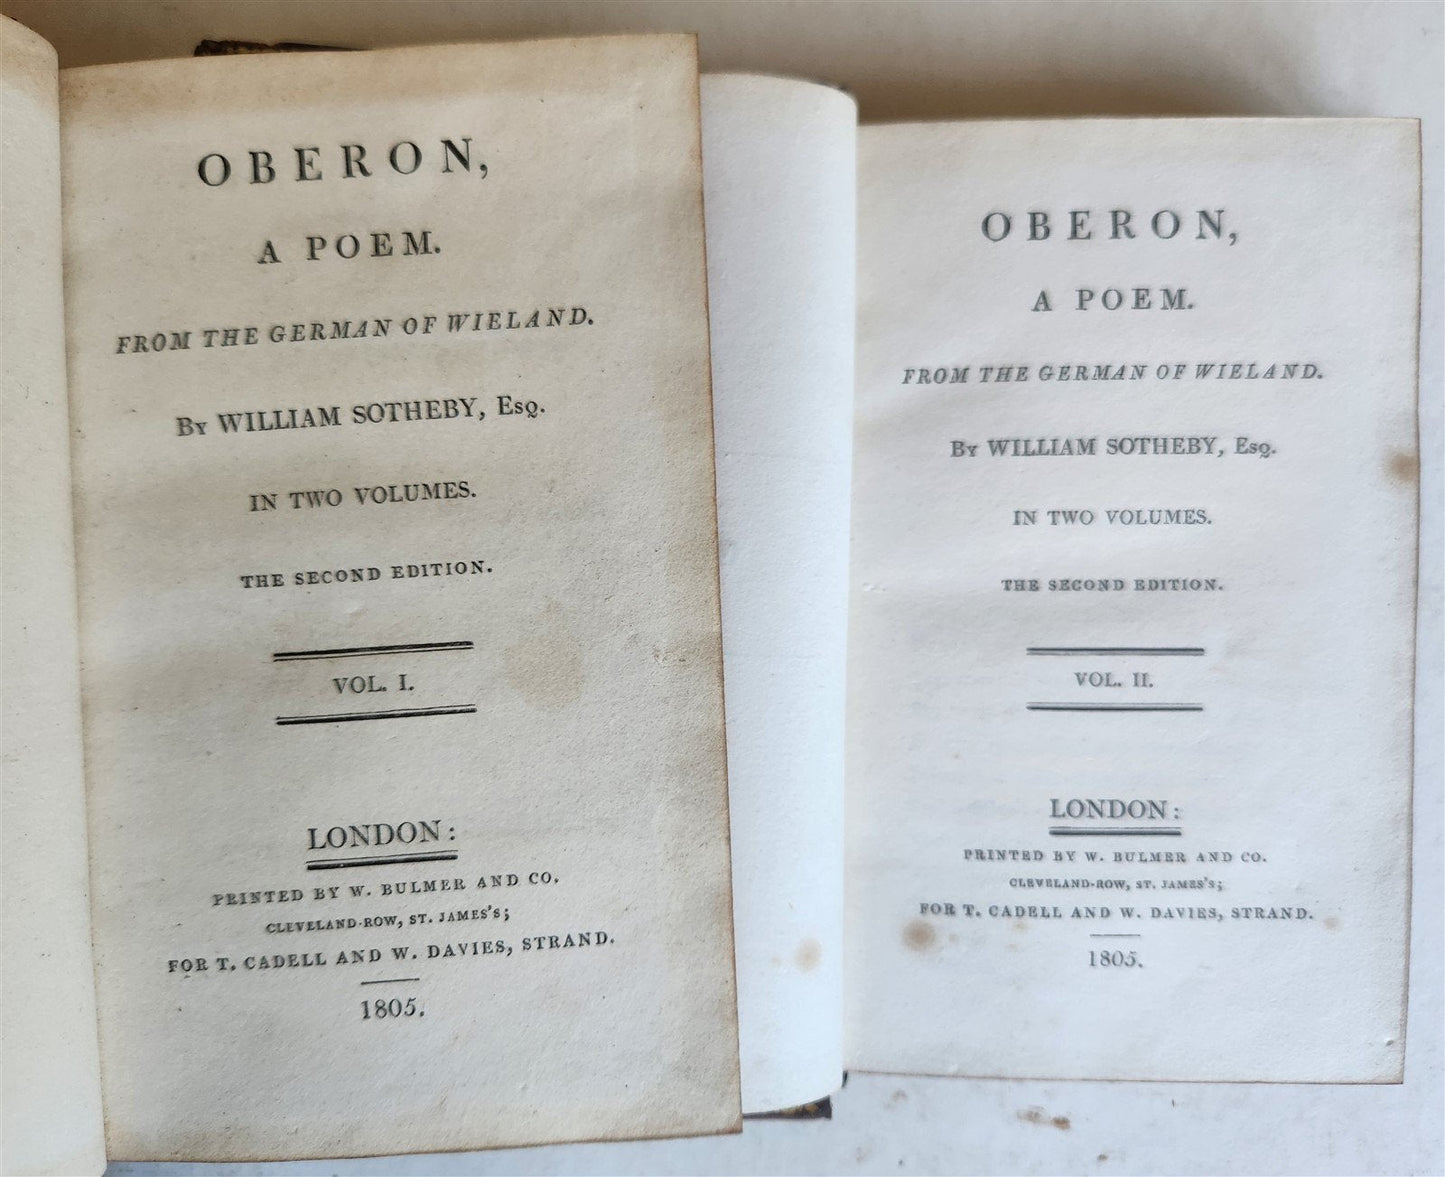 OBERON,
A POEM.
FROM THE GERMAN OF WIELAND.
By WILLIAM SOTHEBY, Esq.
IN TWO VOLUMES.
THE SECOND EDITION.
VOL. I.
LONDON:
PRINTED BY W. BULMER AND CO.
CLEVELAND-ROW, ST. JAMES'S;
FOR T. CADELL AND W. DAVIES, STRAND.
1805.
OBERON,
A POEM.
FROM THE GERMAN OF WIELAND.
By WILLIAM SOTHEBY, Esq.
IN TWO VOLUMES.
THE SECOND EDITION.
VOL. II.
LONDON:
PRINTED BY W. BULMER AND CO.
CLEVELAND-ROW, ST. JAMES'S;
FOR T. CADELL AND W. DAVIES, STRAND.
1805.